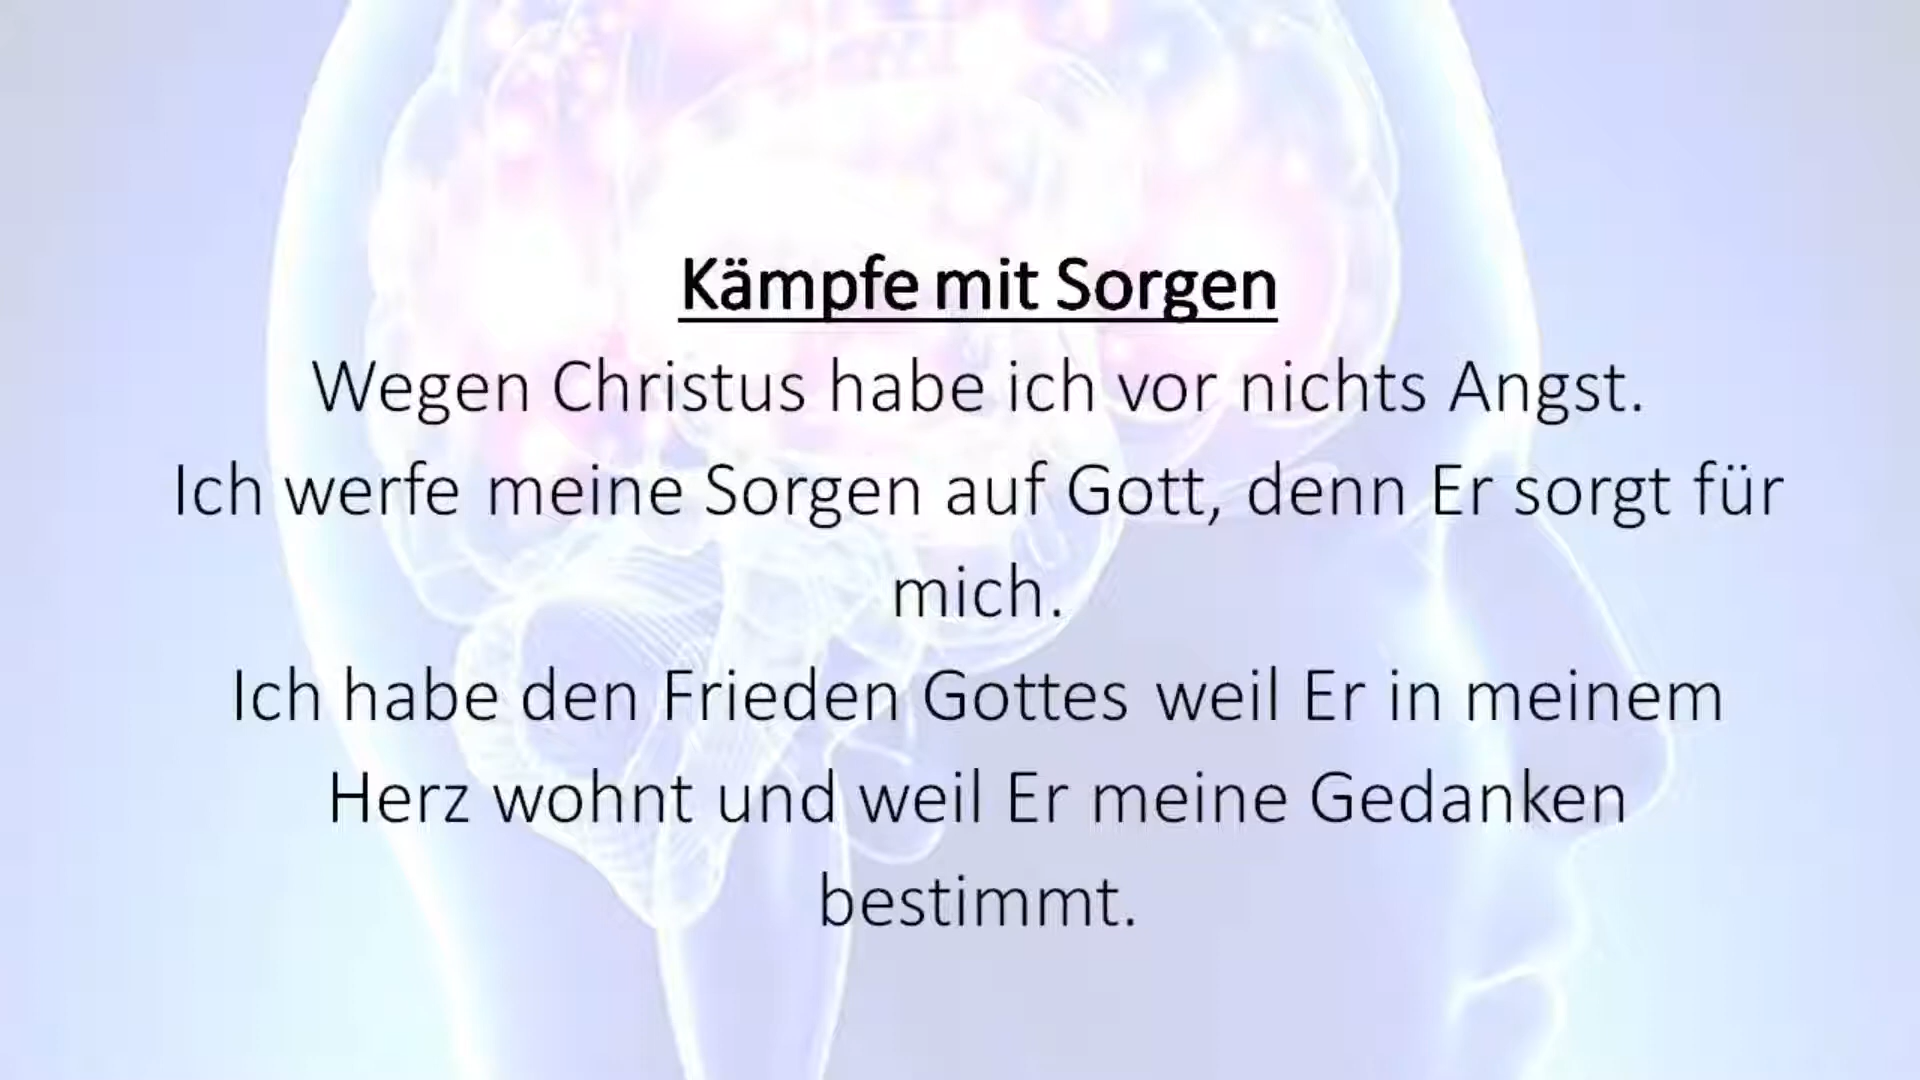 Kämpfe mit Sorgen
Wegen Christus habe ich vor nichts Angst.
Ich werfe meine Sorgen auf Gott, denn Er sorgt für
mich.
Ich habe den Frieden Gottes weil Er in meinem
Herz wohnt und weil Er meine Gedanken
bestimmt.